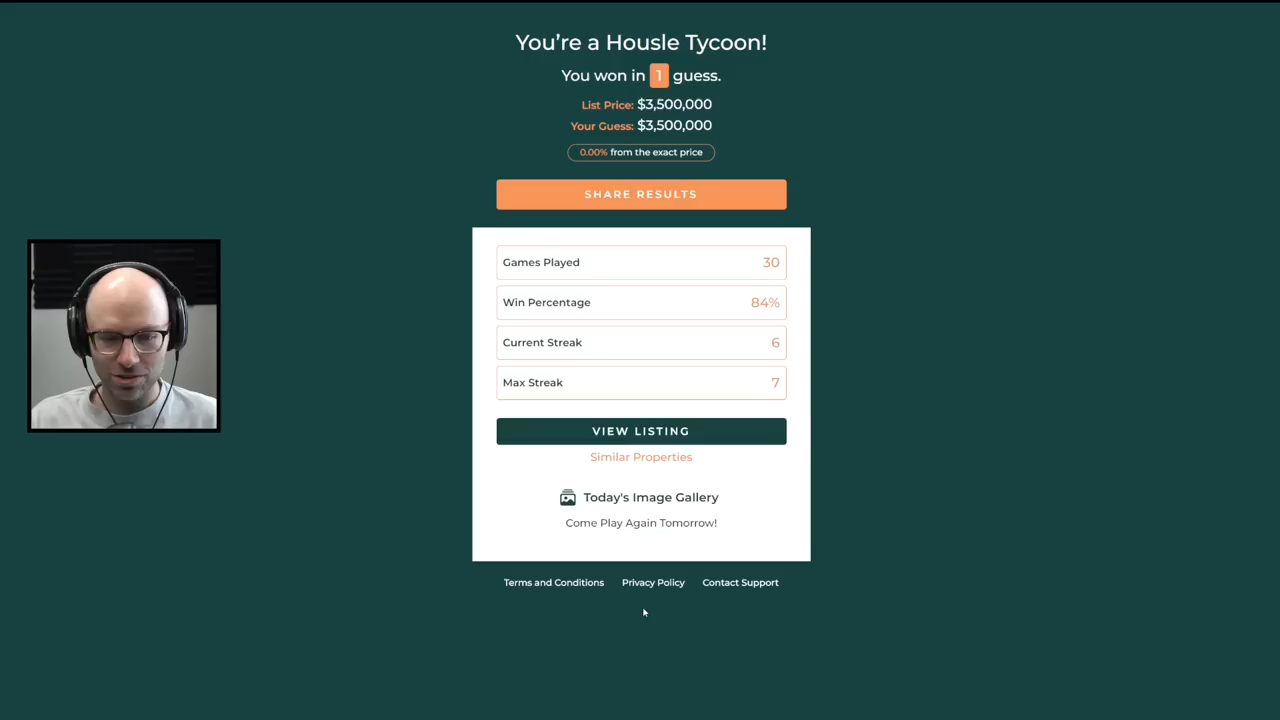 You’re a Housle Tycoon!
You won in 1 guess.
List Price: $3,500,000
Your Guess: $3,500,000
0.00% from the exact price
SHARE RESULTS
Games Played 30
Win Percentage 84%
Current Streak 6
Max Streak 7
VIEW LISTING
Similar Properties
Today's Image Gallery
Come Play Again Tomorrow!
Terms and Conditions Privacy Policy Contact Support